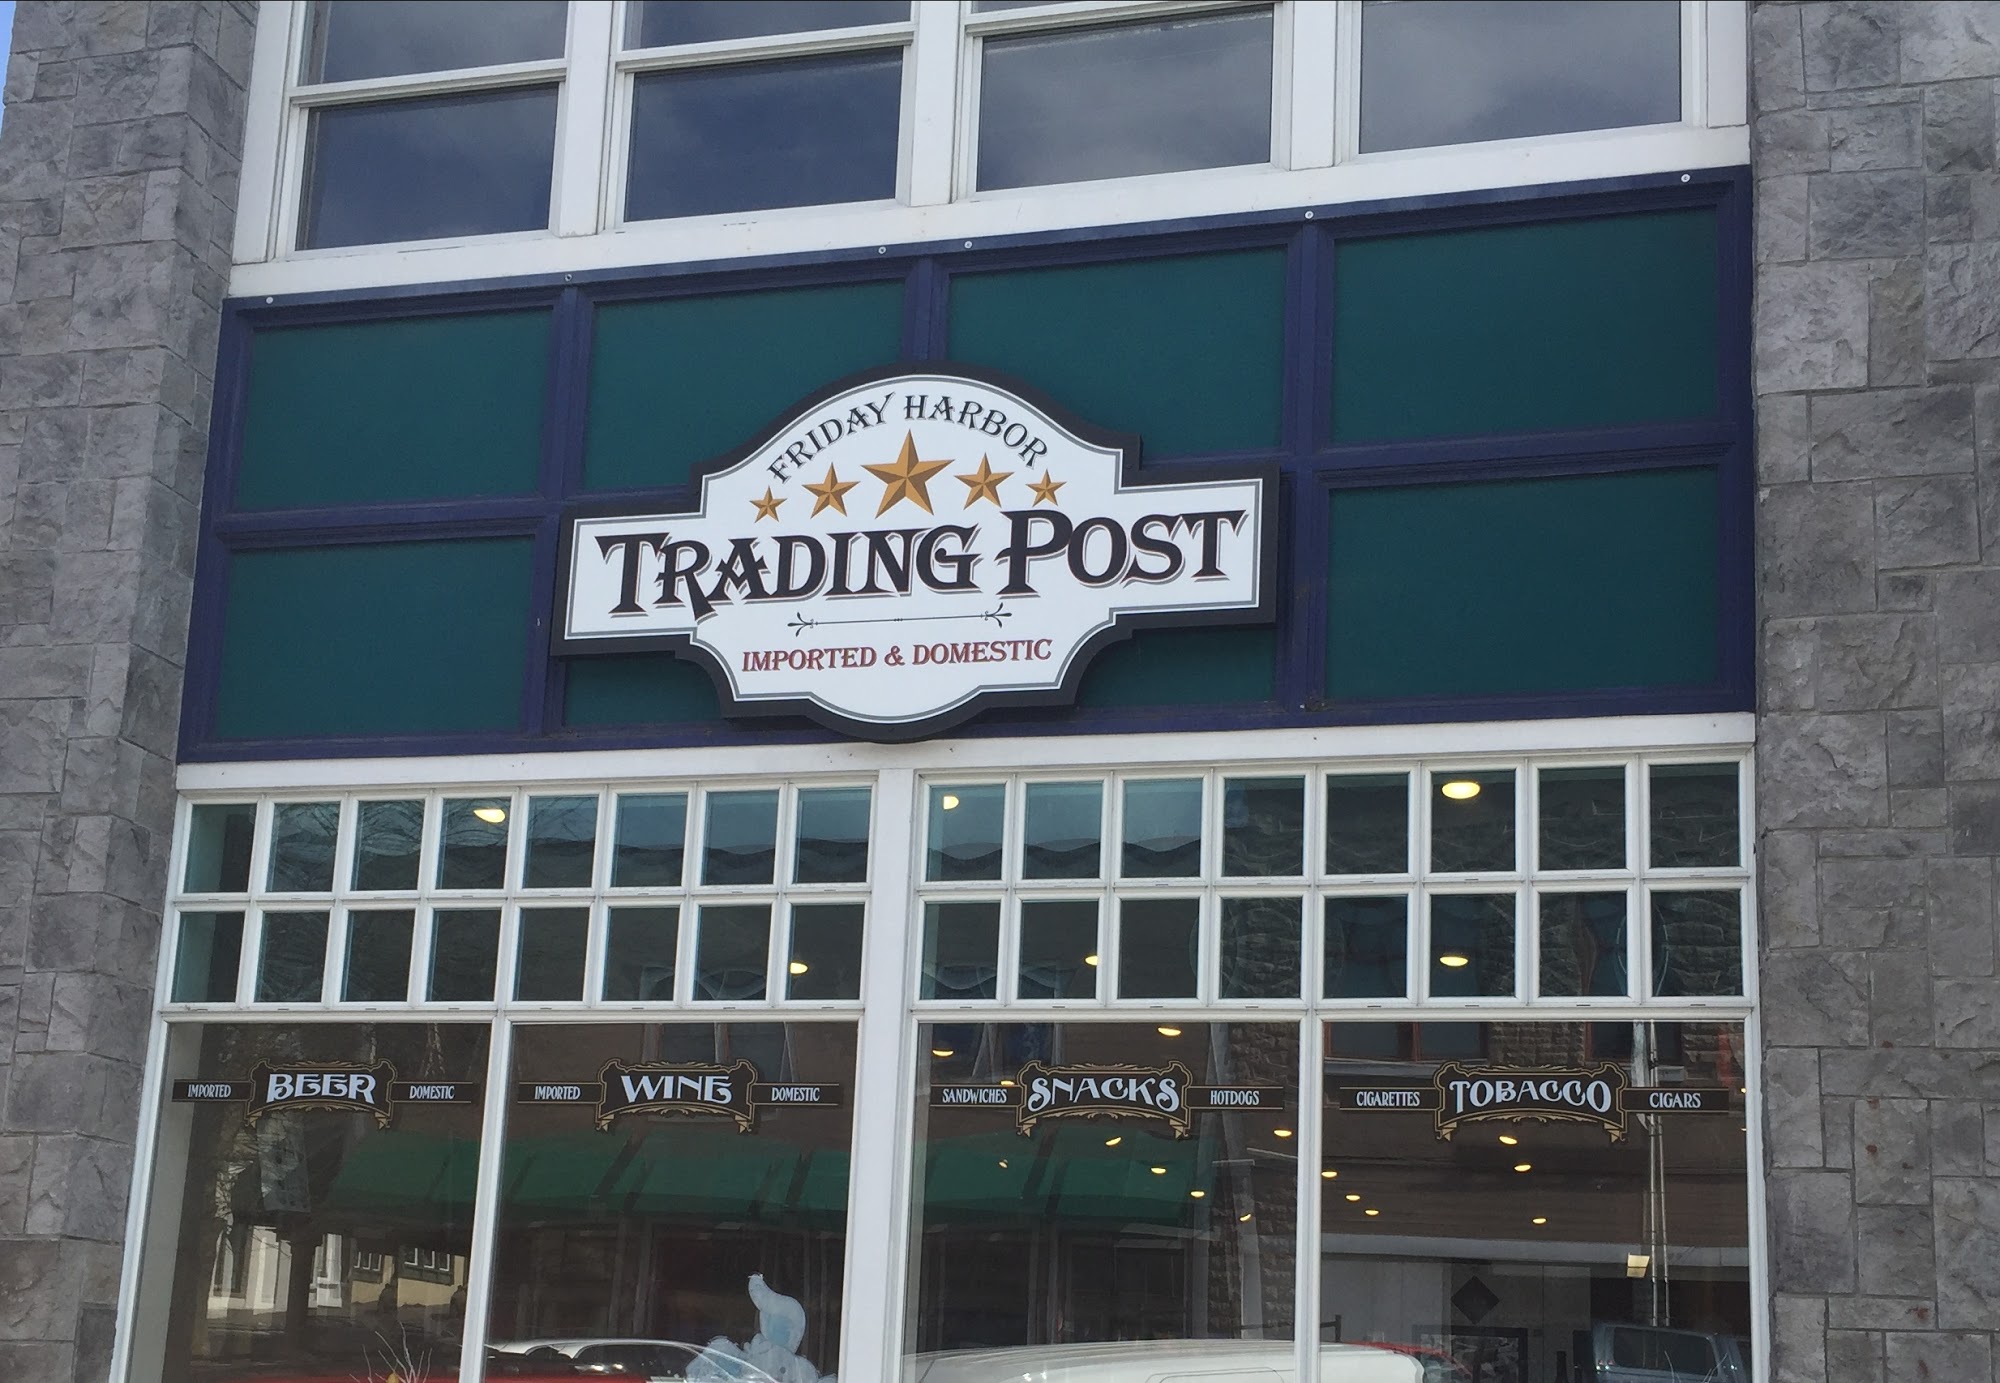 FRIDAY HARBOR
TRADING POST
IMPORTED & DOMESTIC
IMPORTED BEER DOMESTIC
IMPORTED WINE DOMESTIC
SANDWICHES SNACKS HOTDOGS
CIGARETTES TOBACCO CIGARS